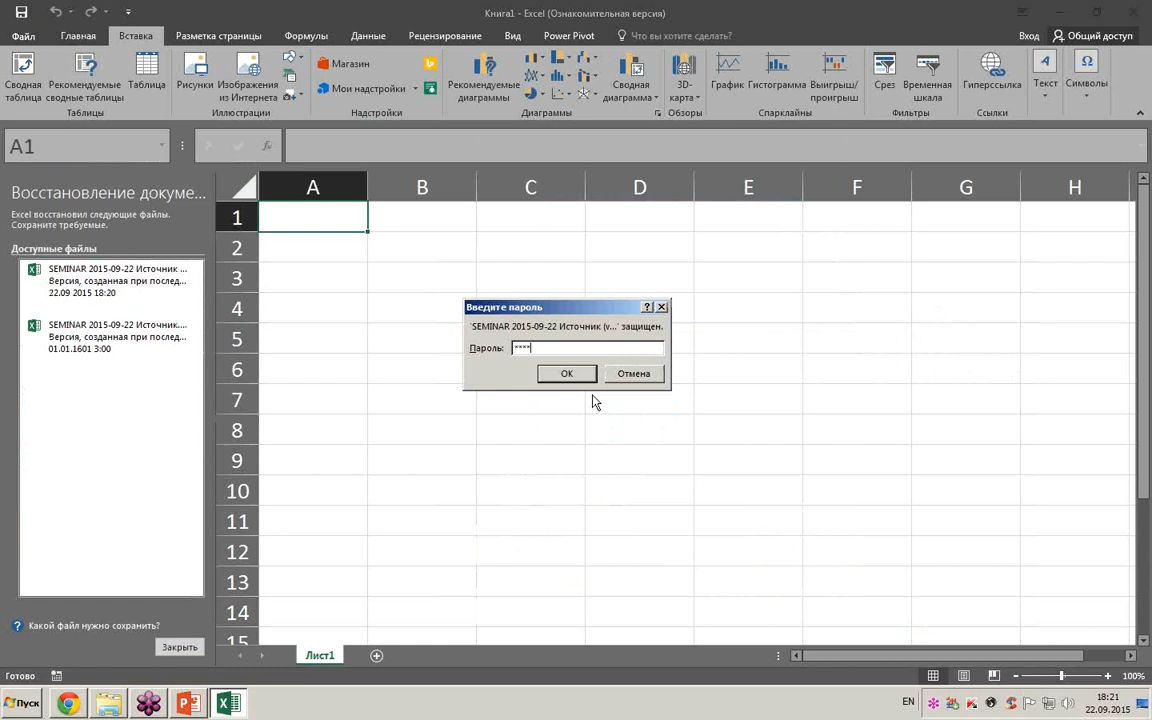 Книга1 - Excel (Ознакомительная версия)
Файл Главная Вставка Разметка страницы Формулы Данные Рецензирование Вид Power Pivot Что вы хотите сделать? Вход Общий доступ
Сводная таблица
Рекомендуемые сводные таблицы
Таблица
Рисунки
Изображения из Интернета
Магазин
Мои надстройки
Рекомендуемые диаграммы
Сводная диаграмма
3D-карта
График
Гистограмма
Выигрыш/проигрыш
Срез
Временная шкала
Гиперссылка
Текст
Символы
Таблицы Иллюстрации Надстройки Диаграммы Обзоры Спарклайны Фильтры Ссылки
A1 fx
A B C D E F G H
1
2
3
4
5
6
7
8
9
10
11
12
13
14
15
Восстановление докуме...
Excel восстановил следующие файлы.
Сохраните требуемые.
Доступные файлы
SEMINAR 2015-09-22 Источник ...
Версия, созданная при послед...
22.09 2015 18:20
SEMINAR 2015-09-22 Источник....
Версия, созданная при послед...
01.01.1601 3:00
Какой файл нужно сохранить?
Закрыть
Введите пароль
'SEMINAR 2015-09-22 Источник (v...' защищен.
Пароль: ****
OK Отмена
Лист1
Готово 100%
Пуск EN 18:21
22.09.2015